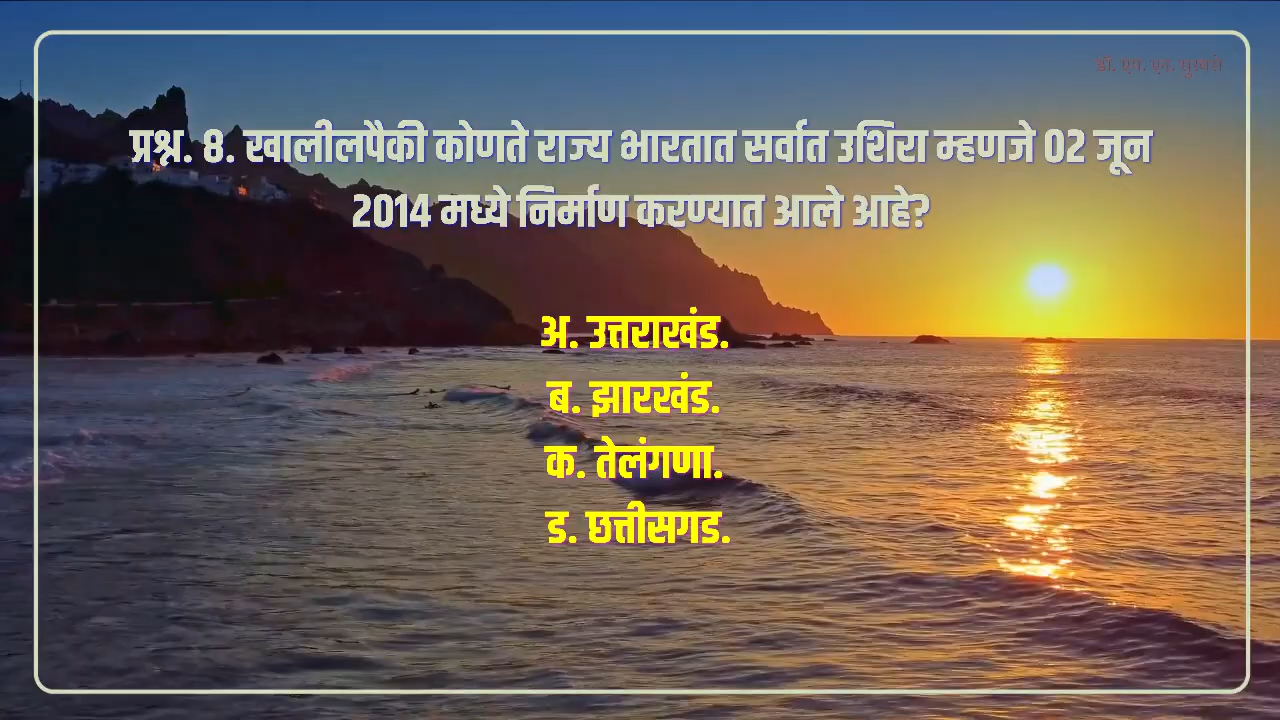 प्रश्न. 8. खालीलपैकी कोणते राज्य भारतात सर्वात उशिरा म्हणजे 02 जून
2014 मध्ये निर्माण करण्यात आले आहे?
अ. उत्तराखंड.
ब. झारखंड.
क. तेलंगणा.
ड. छत्तीसगड.